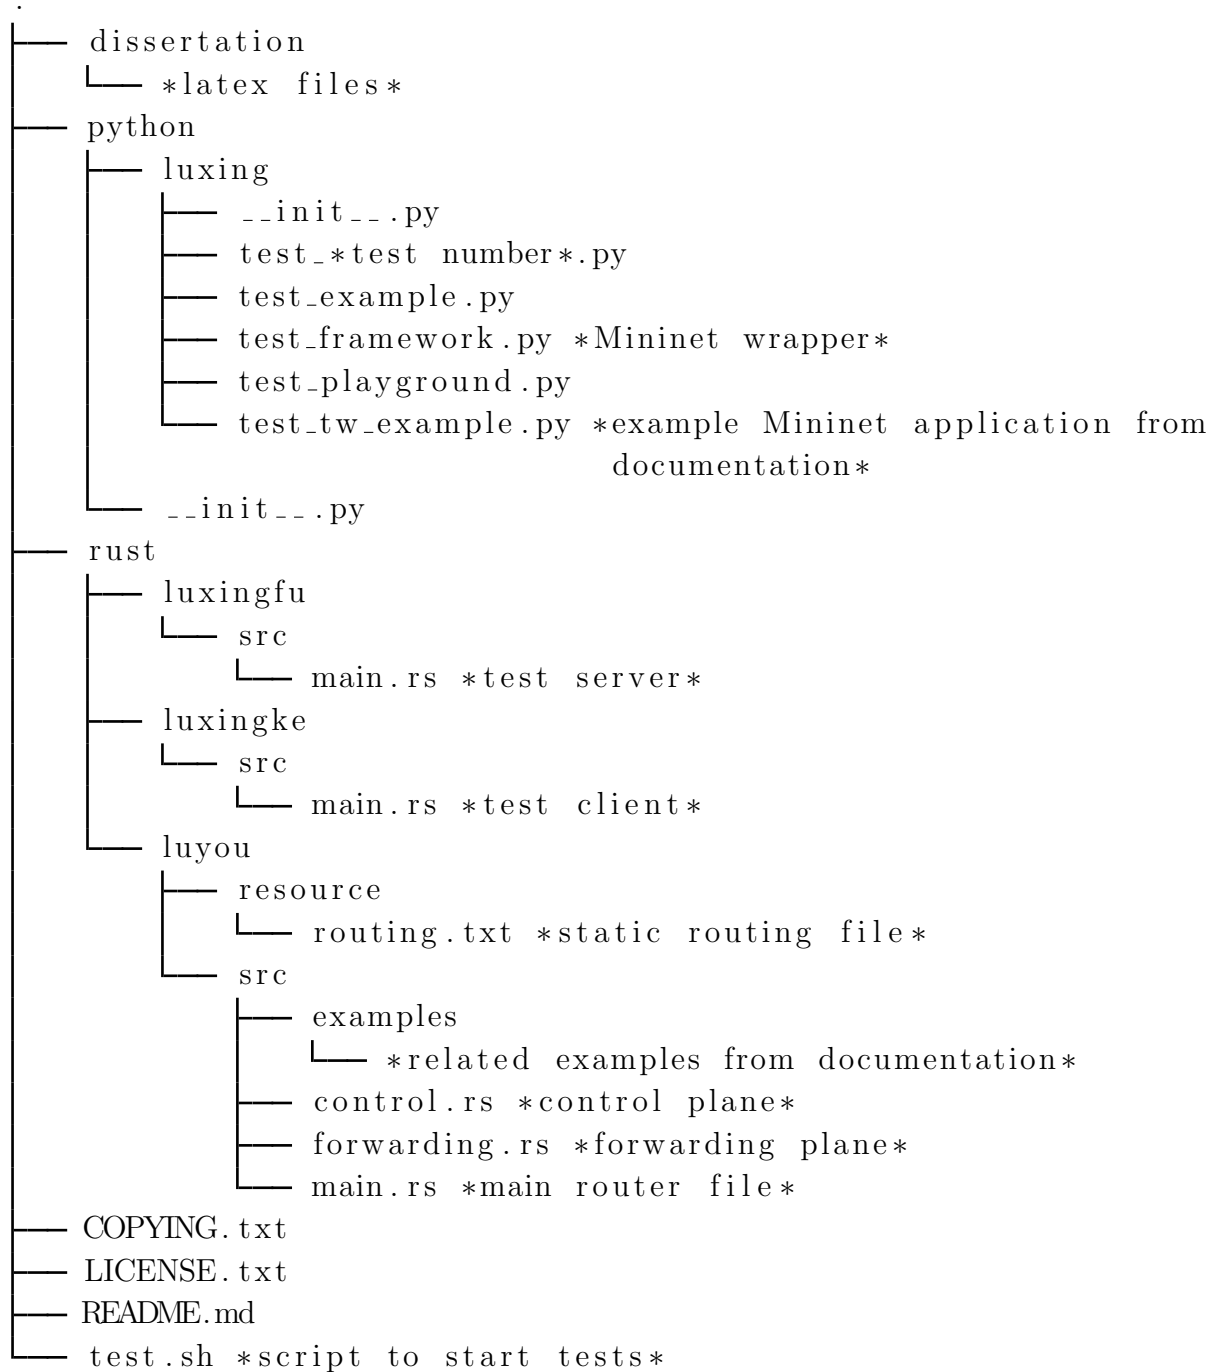 .
├── dissertation
│   └── *latex files*
├── python
│   ├── luxing
│   │   ├── __init__.py
│   │   ├── test_*test number*.py
│   │   ├── test_example.py
│   │   ├── test_framework.py *Mininet wrapper*
│   │   ├── test_playground.py
│   │   └── test_tw_example.py *example Mininet application from
│   │                           documentation*
│   └── __init__.py
├── rust
│   ├── luxingfu
│   │   └── src
│   │       └── main.rs *test server*
│   ├── luxingke
│   │   └── src
│   │       └── main.rs *test client*
│   └── luyou
│       ├── resource
│       │   └── routing.txt *static routing file*
│       └── src
│           ├── examples
│           │   └── *related examples from documentation*
│           ├── control.rs *control plane*
│           ├── forwarding.rs *forwarding plane*
│           └── main.rs *main router file*
├── COPYING.txt
├── LICENSE.txt
├── README.md
└── test.sh *script to start tests*